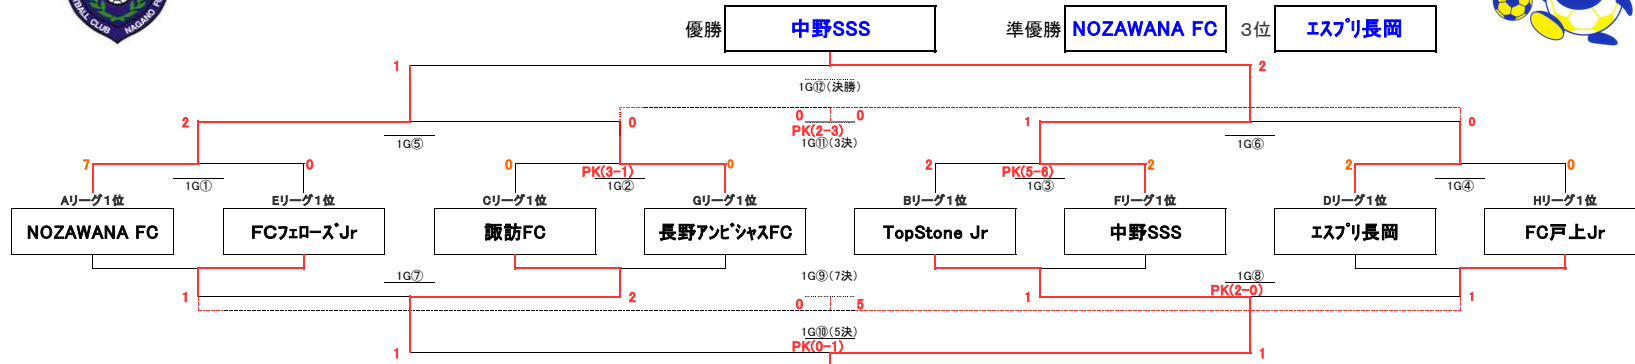 FOOTBALL CLUB NAGANO
優勝 中野SSS 準優勝 NOZAWANA FC 3位 エスプリ長岡
1 2
1G⑫(決勝)
2 0 0 0 1 0
PK(2-3)
1G⑤ 1G⑪(3決) 1G⑥
7 0 0 PK(3-1) 0 2 PK(5-6) 2 2 0
1G① 1G② 1G③ 1G④
Aリーグ1位 Eリーグ1位 Cリーグ1位 Gリーグ1位 Bリーグ1位 Fリーグ1位 Dリーグ1位 Hリーグ1位
NOZAWANA FC FCフェローズJr 諏訪FC 長野アンビシャスFC TopStone Jr 中野SSS エスプリ長岡 FC戸上Jr
1G⑦ 1G⑨(7決) 1G⑧
PK(2-0)
1 2 0 5 1 1
1G⑩(5決)
PK(0-1)
1 1